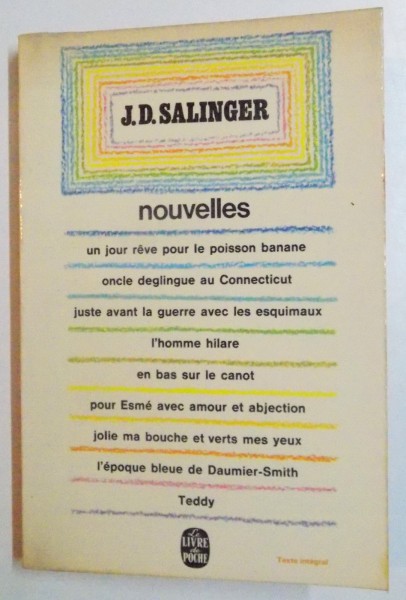 J.D. SALINGER
nouvelles
un jour rêve pour le poisson banane
oncle deglingue au Connecticut
juste avant la guerre avec les esquimaux
l'homme hilare
en bas sur le canot
pour Esmé avec amour et abjection
jolie ma bouche et verts mes yeux
l'époque bleue de Daumier-Smith
Teddy
Le
LIVRE
de
POCHE
Texte intégral